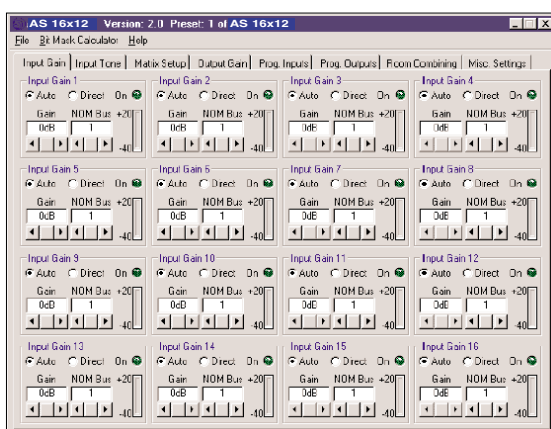 AS 16x12 Version: 2.0 Preset: 1 of AS 16x12
File Bit Mask Calculator Help
Input Gain Input Tone Matrix Setup Output Gain Prog. Inputs Prog. Outputs Room Combining Misc. Settings
Input Gain 1 Input Gain 2 Input Gain 3 Input Gain 4
Auto Direct On Auto Direct On Auto Direct On Auto Direct On
Gain NOM Bus +20 Gain NOM Bus +20 Gain NOM Bus +20 Gain NOM Bus +20
0dB 1 0dB 1 0dB 1 0dB 1
-40 -40 -40 -40
Input Gain 5 Input Gain 6 Input Gain 7 Input Gain 8
Auto Direct On Auto Direct On Auto Direct On Auto Direct On
Gain NOM Bus +20 Gain NOM Bus +20 Gain NOM Bus +20 Gain NOM Bus +20
0dB 1 0dB 1 0dB 1 0dB 1
-40 -40 -40 -40
Input Gain 9 Input Gain 10 Input Gain 11 Input Gain 12
Auto Direct On Auto Direct On Auto Direct On Auto Direct On
Gain NOM Bus +20 Gain NOM Bus +20 Gain NOM Bus +20 Gain NOM Bus +20
0dB 1 0dB 1 0dB 1 0dB 1
-40 -40 -40 -40
Input Gain 13 Input Gain 14 Input Gain 15 Input Gain 16
Auto Direct On Auto Direct On Auto Direct On Auto Direct On
Gain NOM Bus +20 Gain NOM Bus +20 Gain NOM Bus +20 Gain NOM Bus +20
0dB 1 0dB 1 0dB 1 0dB 1
-40 -40 -40 -40